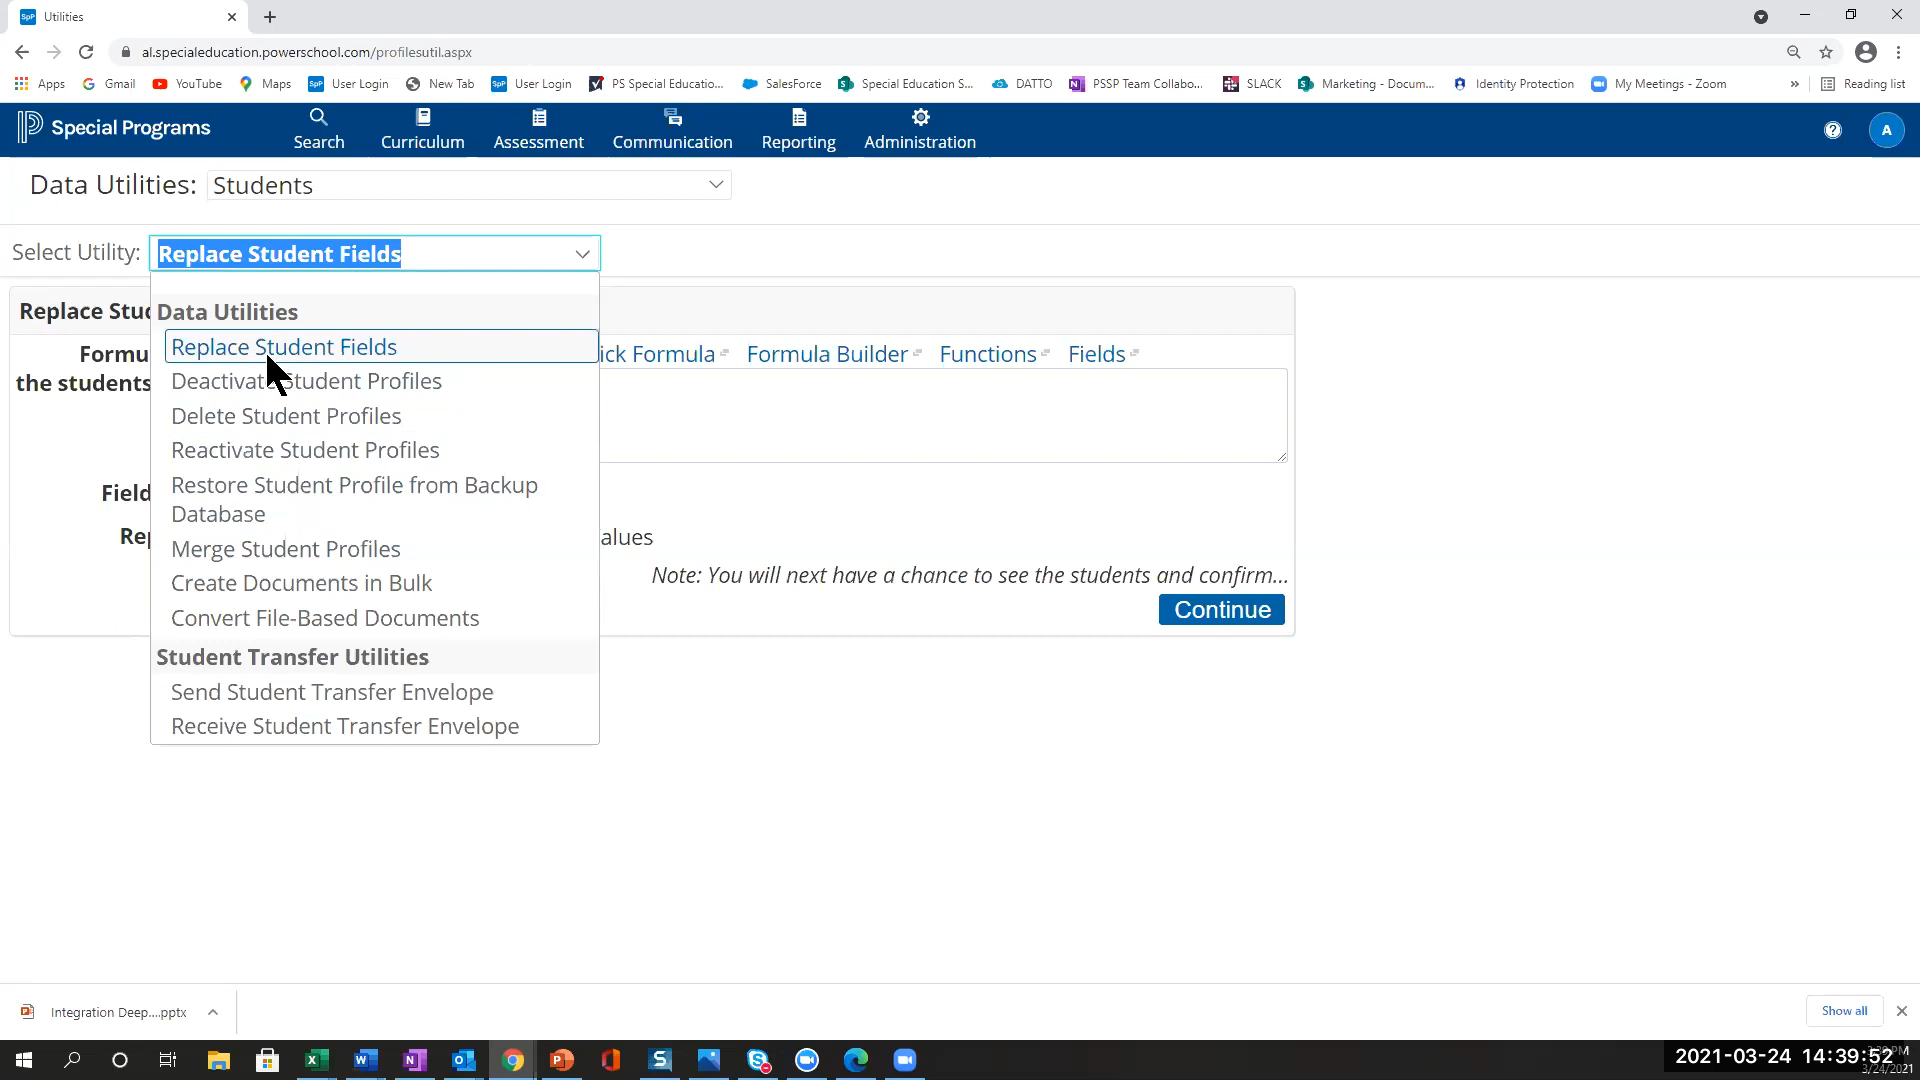 Utilities
al.specialeducation.powerschool.com/profilesutil.aspx
Apps Gmail YouTube Maps User Login New Tab User Login PS Special Educatio... SalesForce Special Education S... DATTO PSSP Team Collabo... SLACK Marketing - Docum... Identity Protection My Meetings - Zoom » Reading list
Special Programs Search Curriculum Assessment Communication Reporting Administration A
Data Utilities: Students
Select Utility: Replace Student Fields
Replace Stu
Data Utilities
Replace Student Fields
Formu ick Formula Formula Builder Functions Fields
the students
Deactivate Student Profiles
Delete Student Profiles
Reactivate Student Profiles
Restore Student Profile from Backup
Database
Field
Rep alues
Merge Student Profiles
Note: You will next have a chance to see the students and confirm...
Create Documents in Bulk
Continue
Convert File-Based Documents
Student Transfer Utilities
Send Student Transfer Envelope
Receive Student Transfer Envelope
Integration Deep....pptx Show all
2021-03-24 14:39:52
3/24/2021